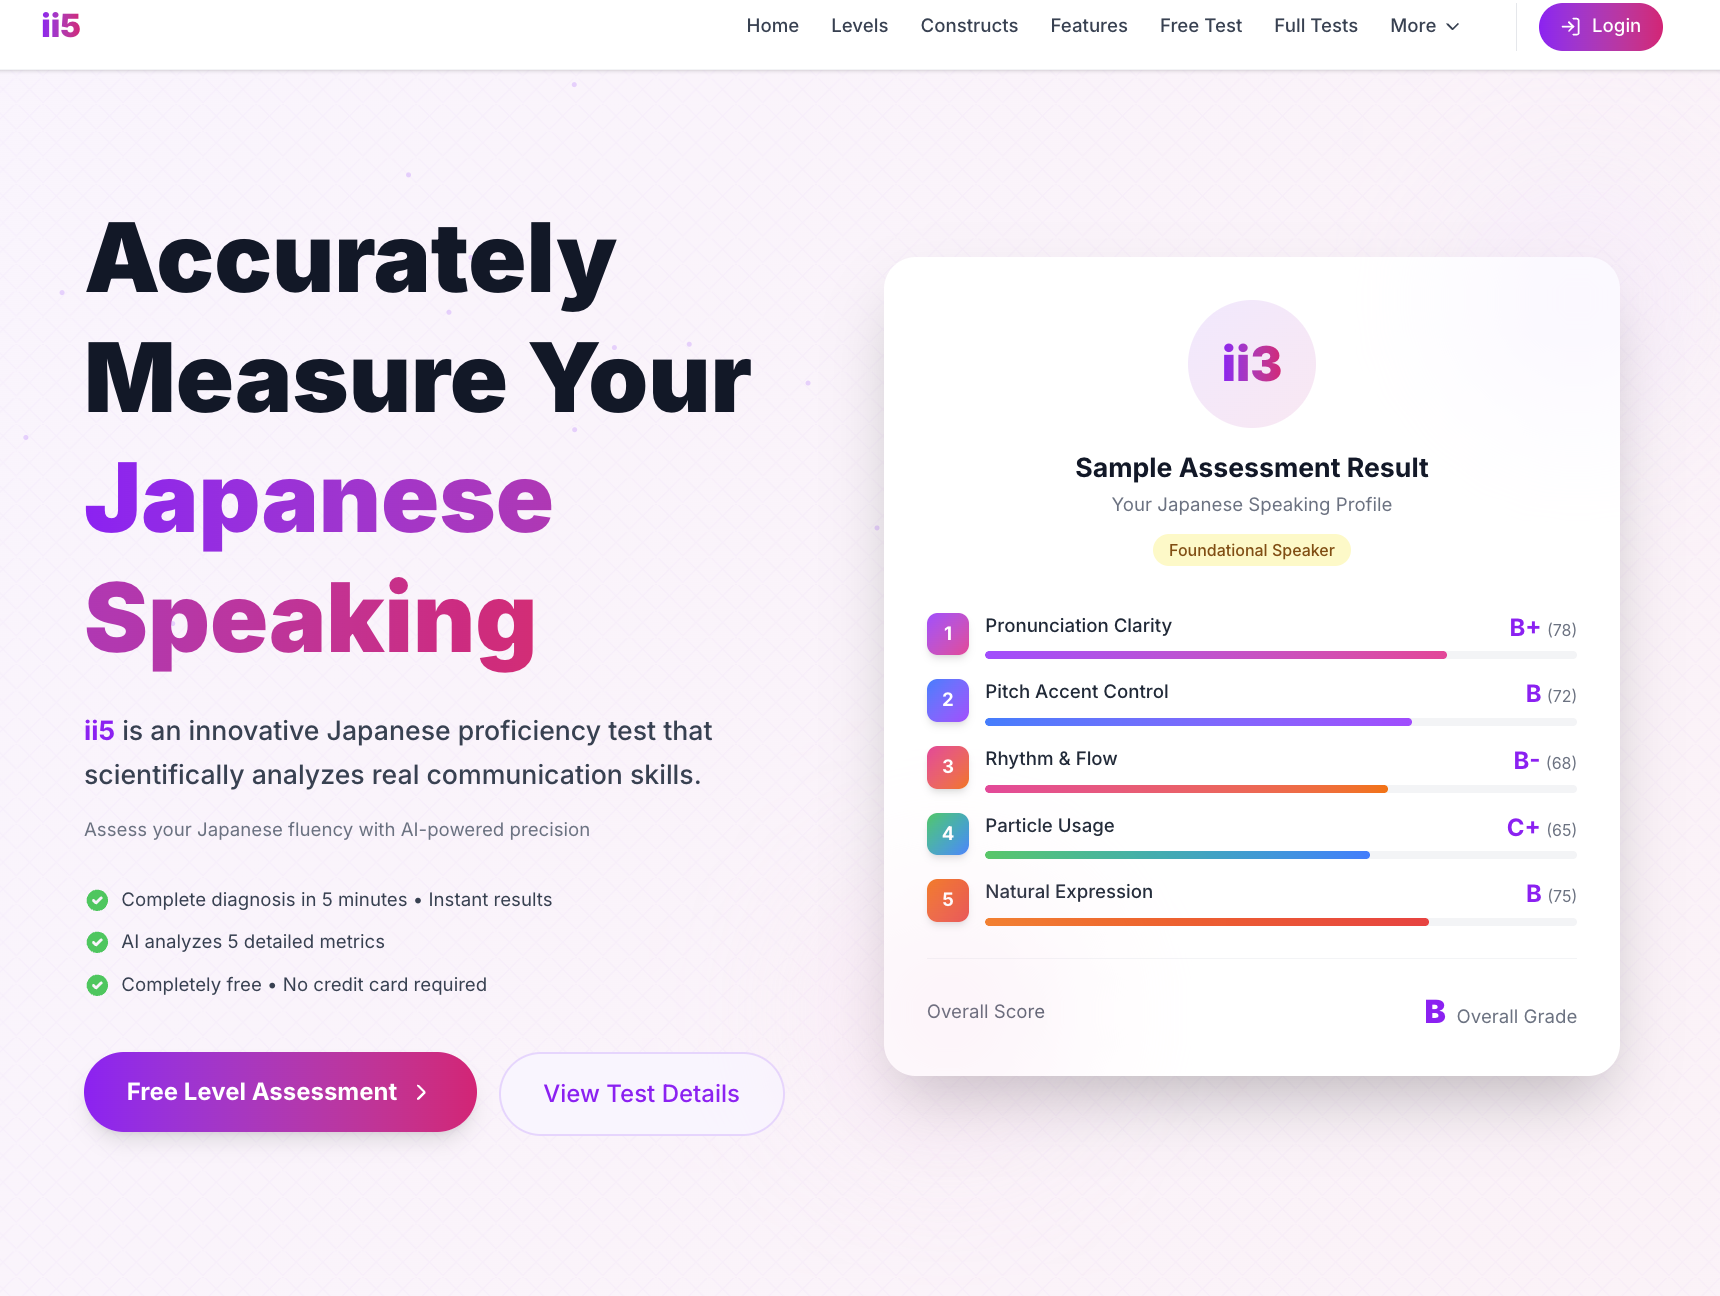 ii5
Home Levels Constructs Features Free Test Full Tests More Login
Accurately
Measure Your
Japanese
Speaking
ii5 is an innovative Japanese proficiency test that
scientifically analyzes real communication skills.
Assess your Japanese fluency with AI-powered precision
Complete diagnosis in 5 minutes • Instant results
AI analyzes 5 detailed metrics
Completely free • No credit card required
Free Level Assessment
View Test Details
ii3
Sample Assessment Result
Your Japanese Speaking Profile
Foundational Speaker
1 Pronunciation Clarity B+ (78)
2 Pitch Accent Control B (72)
3 Rhythm & Flow B- (68)
4 Particle Usage C+ (65)
5 Natural Expression B (75)
Overall Score B Overall Grade